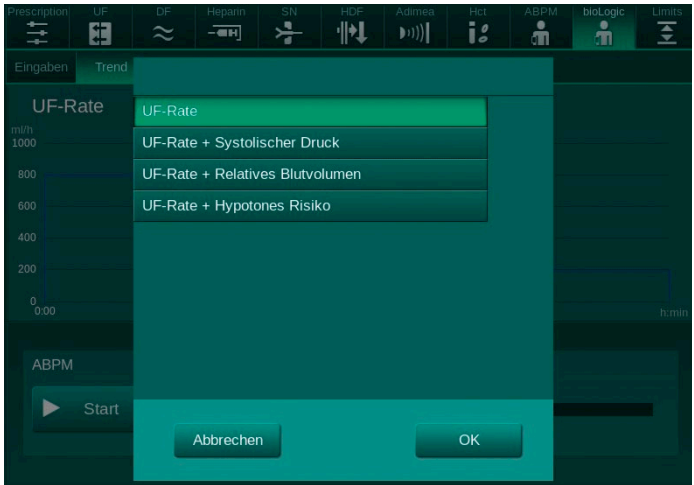 Prescription UF DF Heparin SN HDF Adimea Hct ABPM bioLogic Limits
Eingaben Trend
UF-Rate
ml/h
1000
800
600
400
200
0
0:00 h:min
UF-Rate
UF-Rate + Systolischer Druck
UF-Rate + Relatives Blutvolumen
UF-Rate + Hypotones Risiko
ABPM
Start
Abbrechen OK